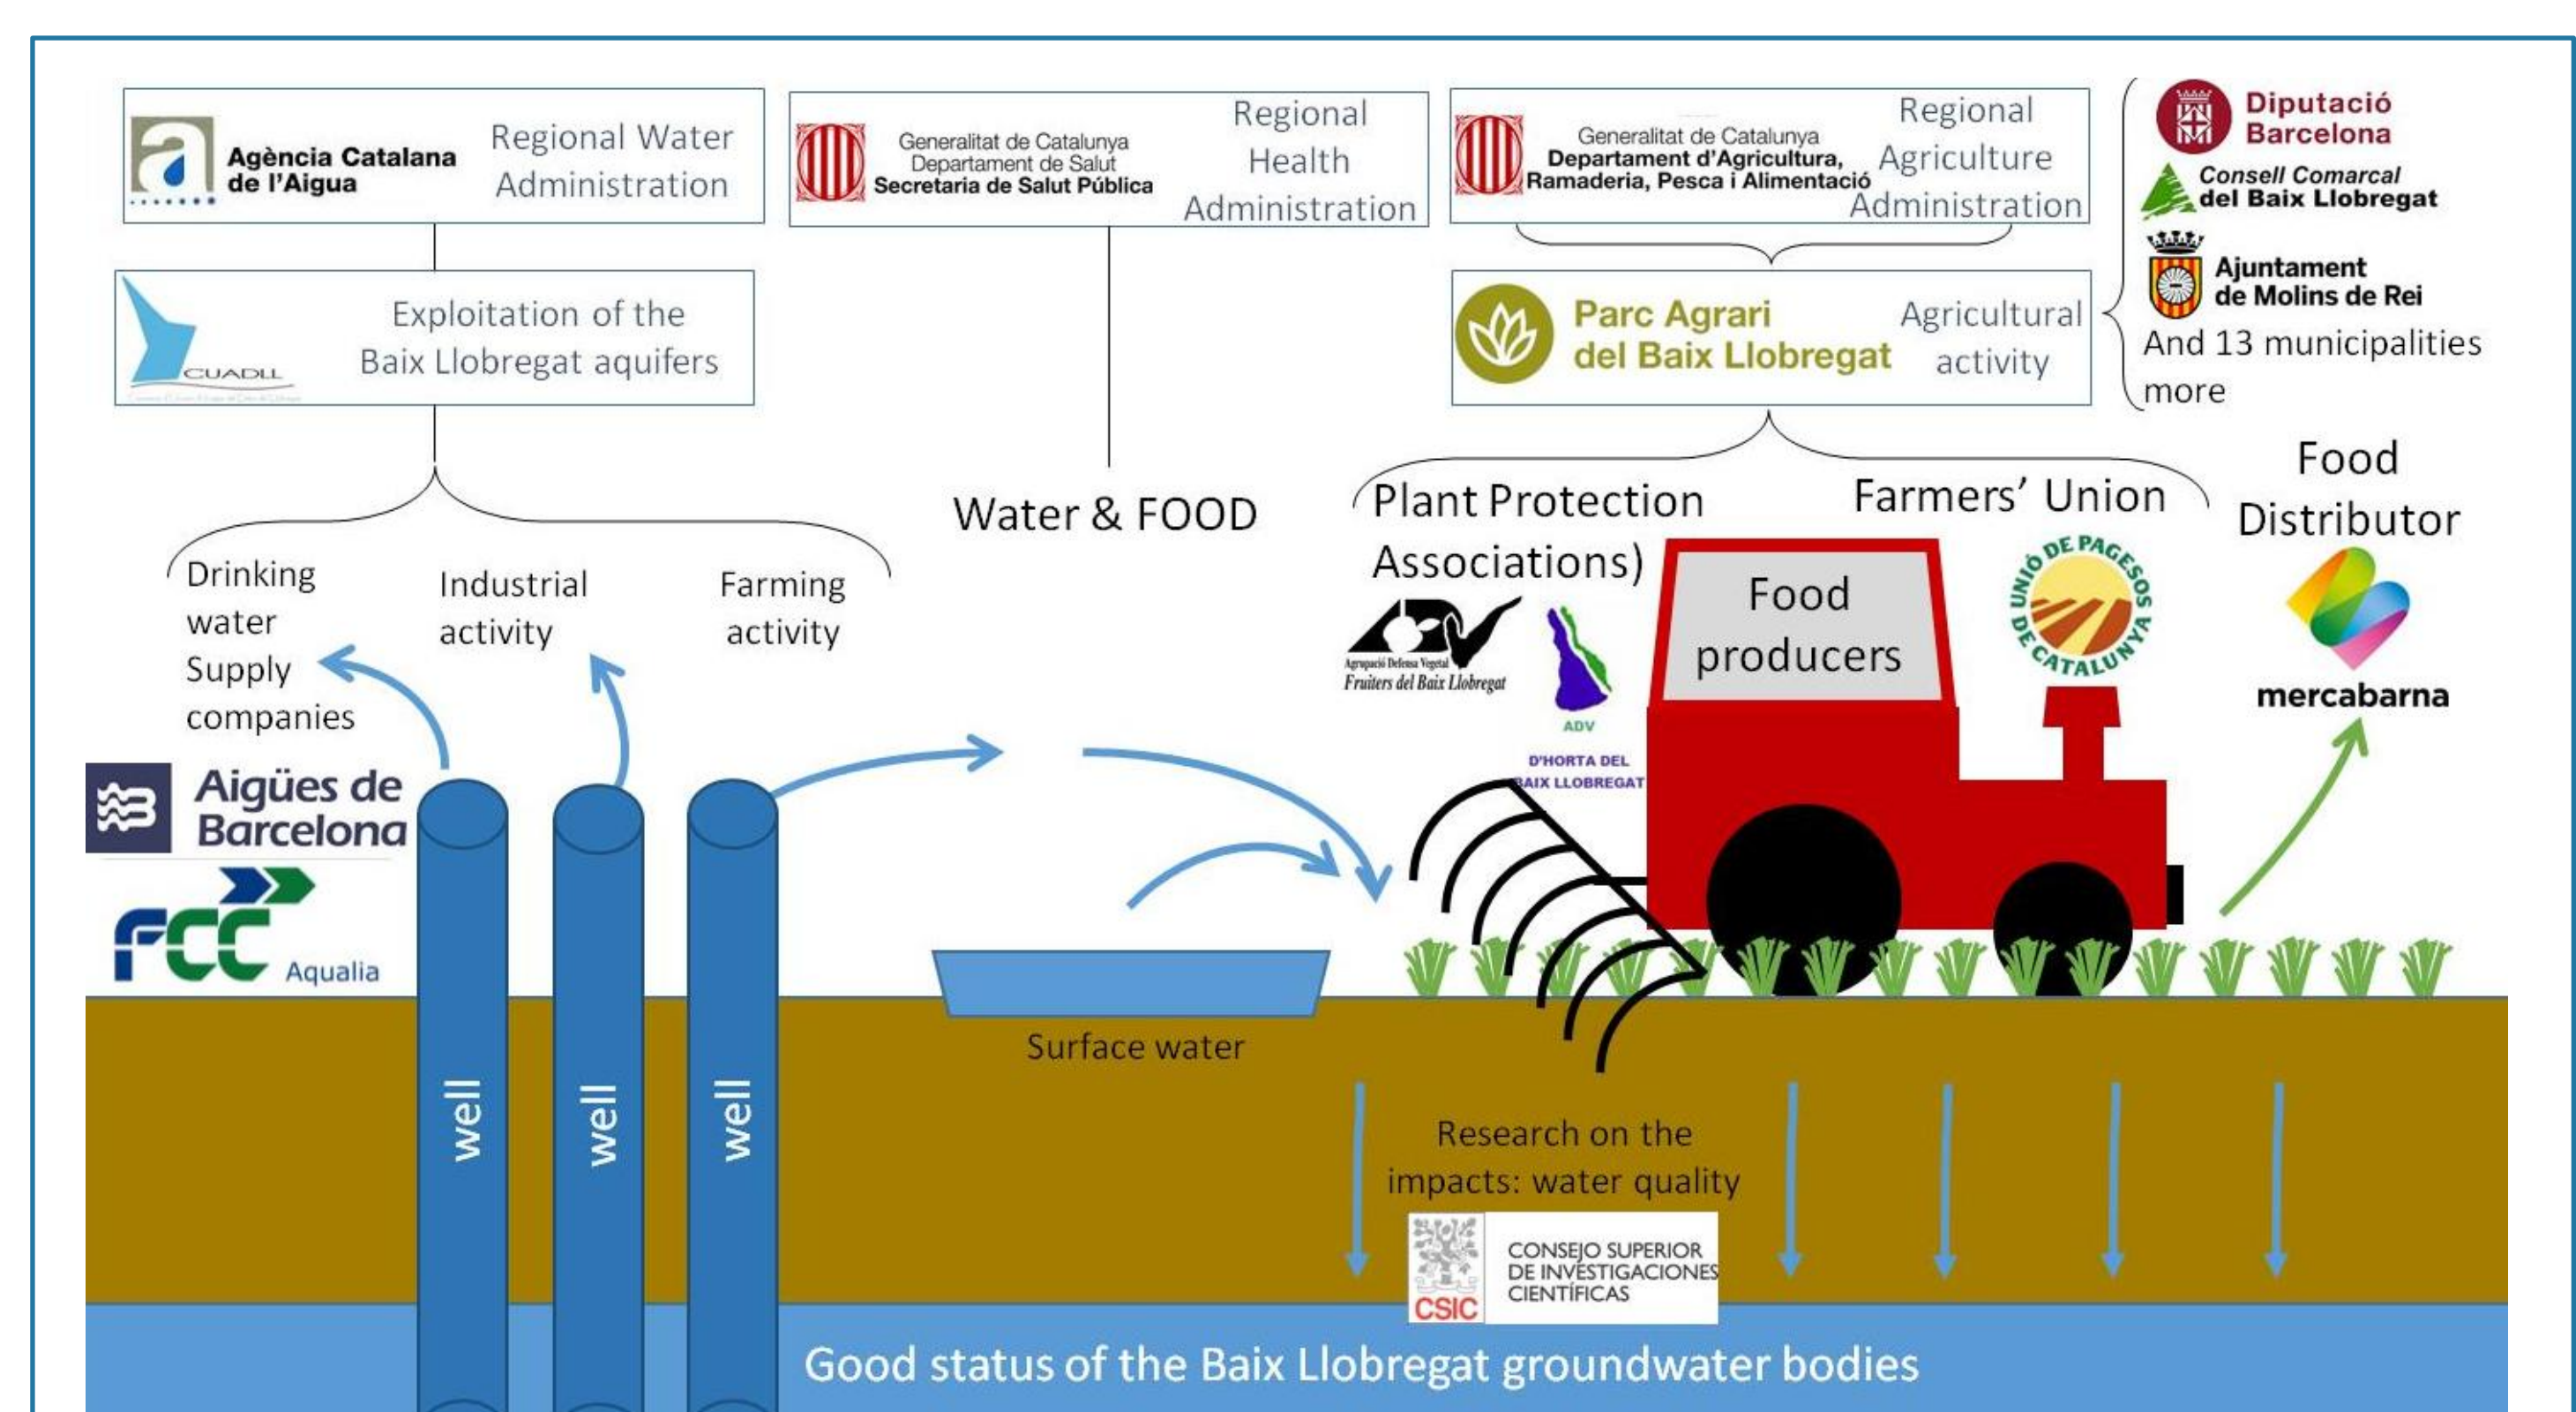 Agència Catalana
de l'Aigua
Regional Water
Administration
Generalitat de Catalunya
Departament de Salut
Secretaria de Salut Pública
Regional
Health
Administration
Generalitat de Catalunya
Departament d'Agricultura,
Ramaderia, Pesca i Alimentació
Regional
Agriculture
Administration
Diputació
Barcelona
Consell Comarcal
del Baix Llobregat
Ajuntament
de Molins de Rei
And 13 municipalities
more
CUADLL
Exploitation of the
Baix Llobregat aquifers
Parc Agrari
del Baix Llobregat
Agricultural
activity
Drinking
water
Supply
companies
Industrial
activity
Farming
activity
Water & FOOD
Plant Protection
Associations)
Farmers' Union
Food
Distributor
Agrupació Defensa Vegetal
Fruiters del Baix Llobregat
ADV
D'HORTA DEL
BAIX LLOBREGAT
Food
producers
UNIÓ DE PAGESOS
DE CATALUNYA
mercabarna
Aigües de
Barcelona
FCC
Aqualia
well
well
well
Surface water
Research on the
impacts: water quality
CSIC
CONSEJO SUPERIOR
DE INVESTIGACIONES
CIENTÍFICAS
Good status of the Baix Llobregat groundwater bodies